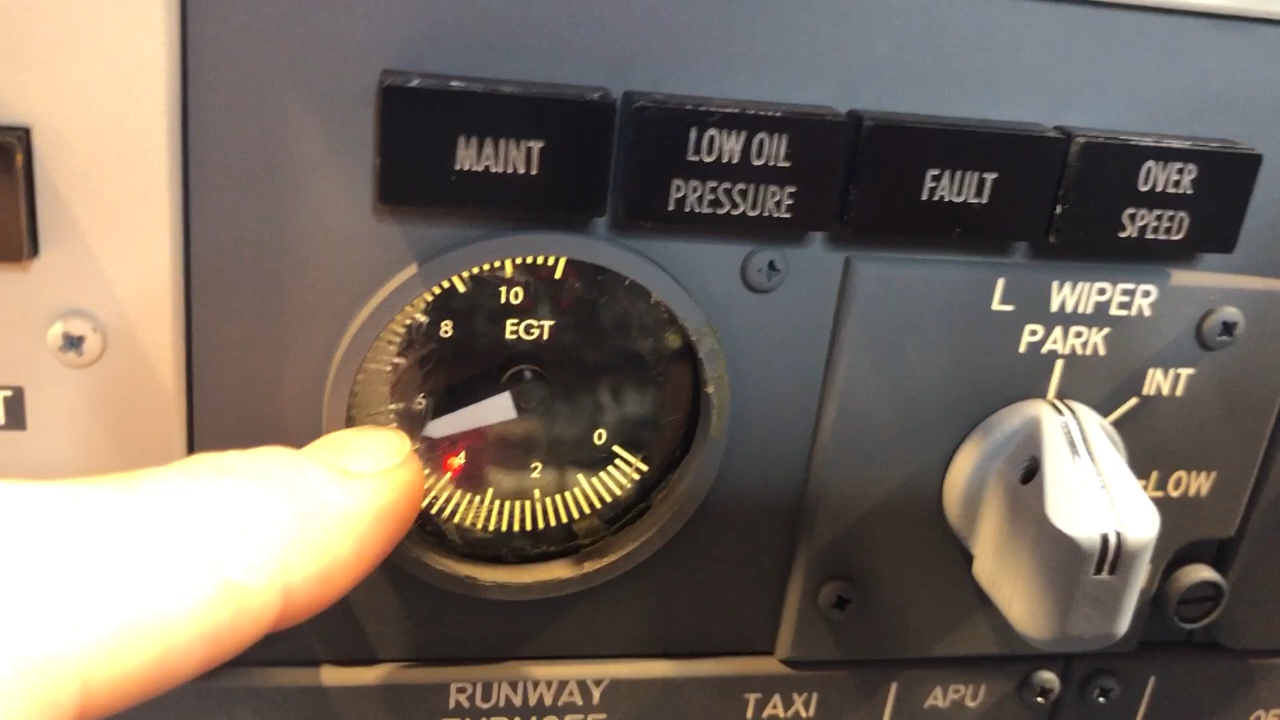 MAINT
LOW OIL
PRESSURE
FAULT
OVER
SPEED
10
8
EGT
6
4
2
0
L WIPER
PARK
INT
LOW
T
RUNWAY
TURNOFF
TAXI
APU